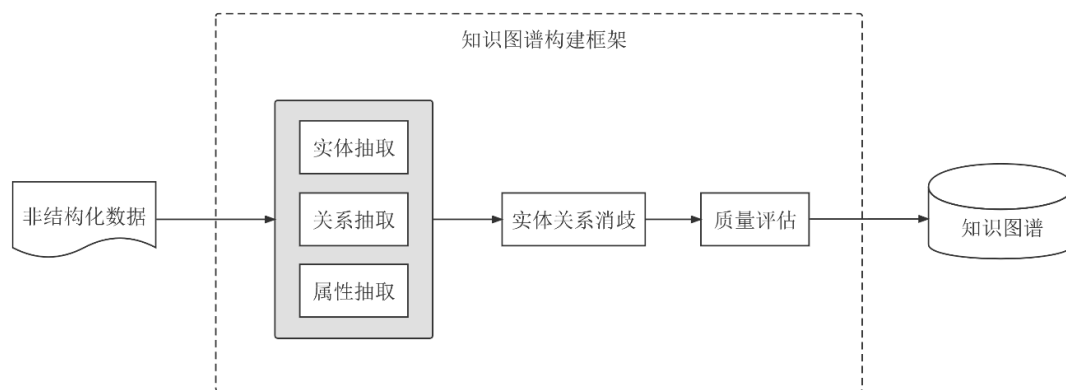 知识图谱构建框架
非结构化数据
实体抽取
关系抽取
属性抽取
实体关系消歧
质量评估
知识图谱